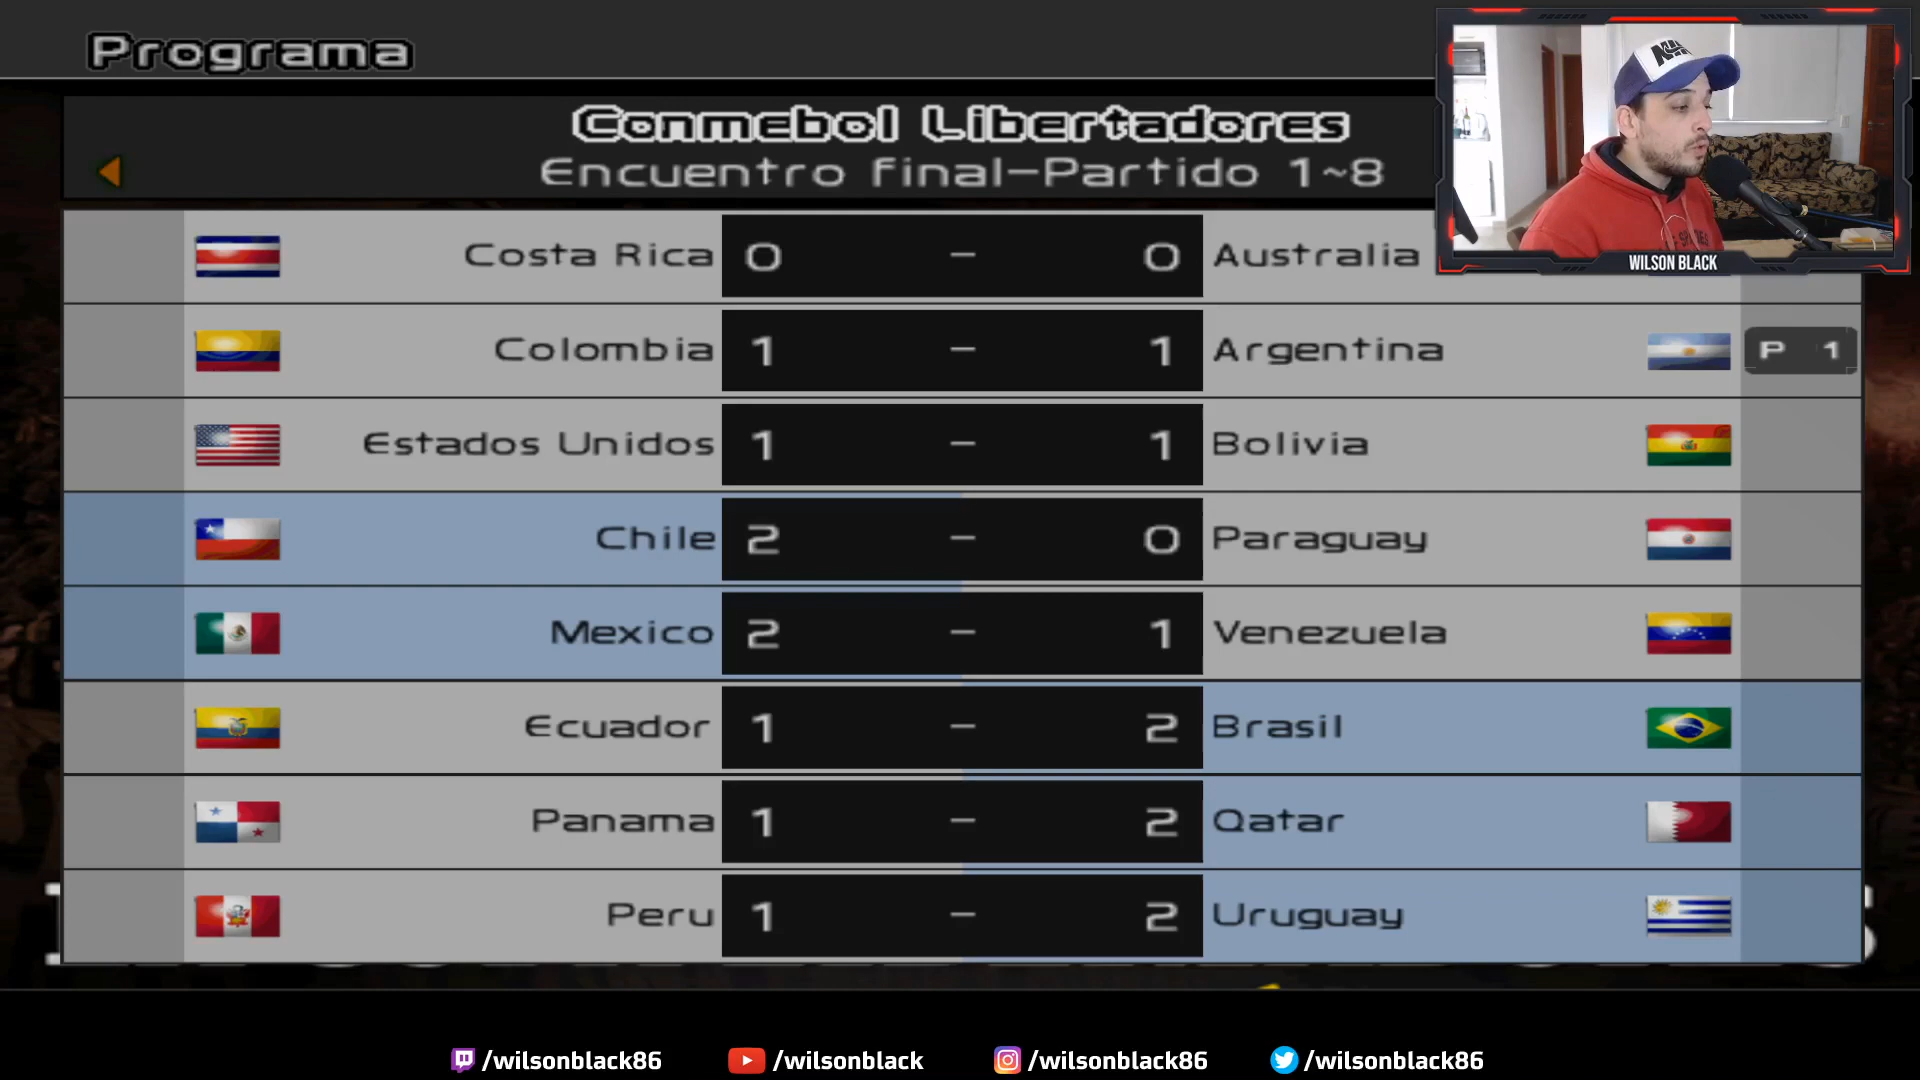 Programa
Conmebol Libertadores
Encuentro final-Partido 1~8
WILSON BLACK
Costa Rica 0 - 0 Australia
Colombia 1 - 1 Argentina P 1
Estados Unidos 1 - 1 Bolivia
Chile 2 - 0 Paraguay
Mexico 2 - 1 Venezuela
Ecuador 1 - 2 Brasil
Panama 1 - 2 Qatar
Peru 1 - 2 Uruguay
/wilsonblack86 /wilsonblack /wilsonblack86 /wilsonblack86